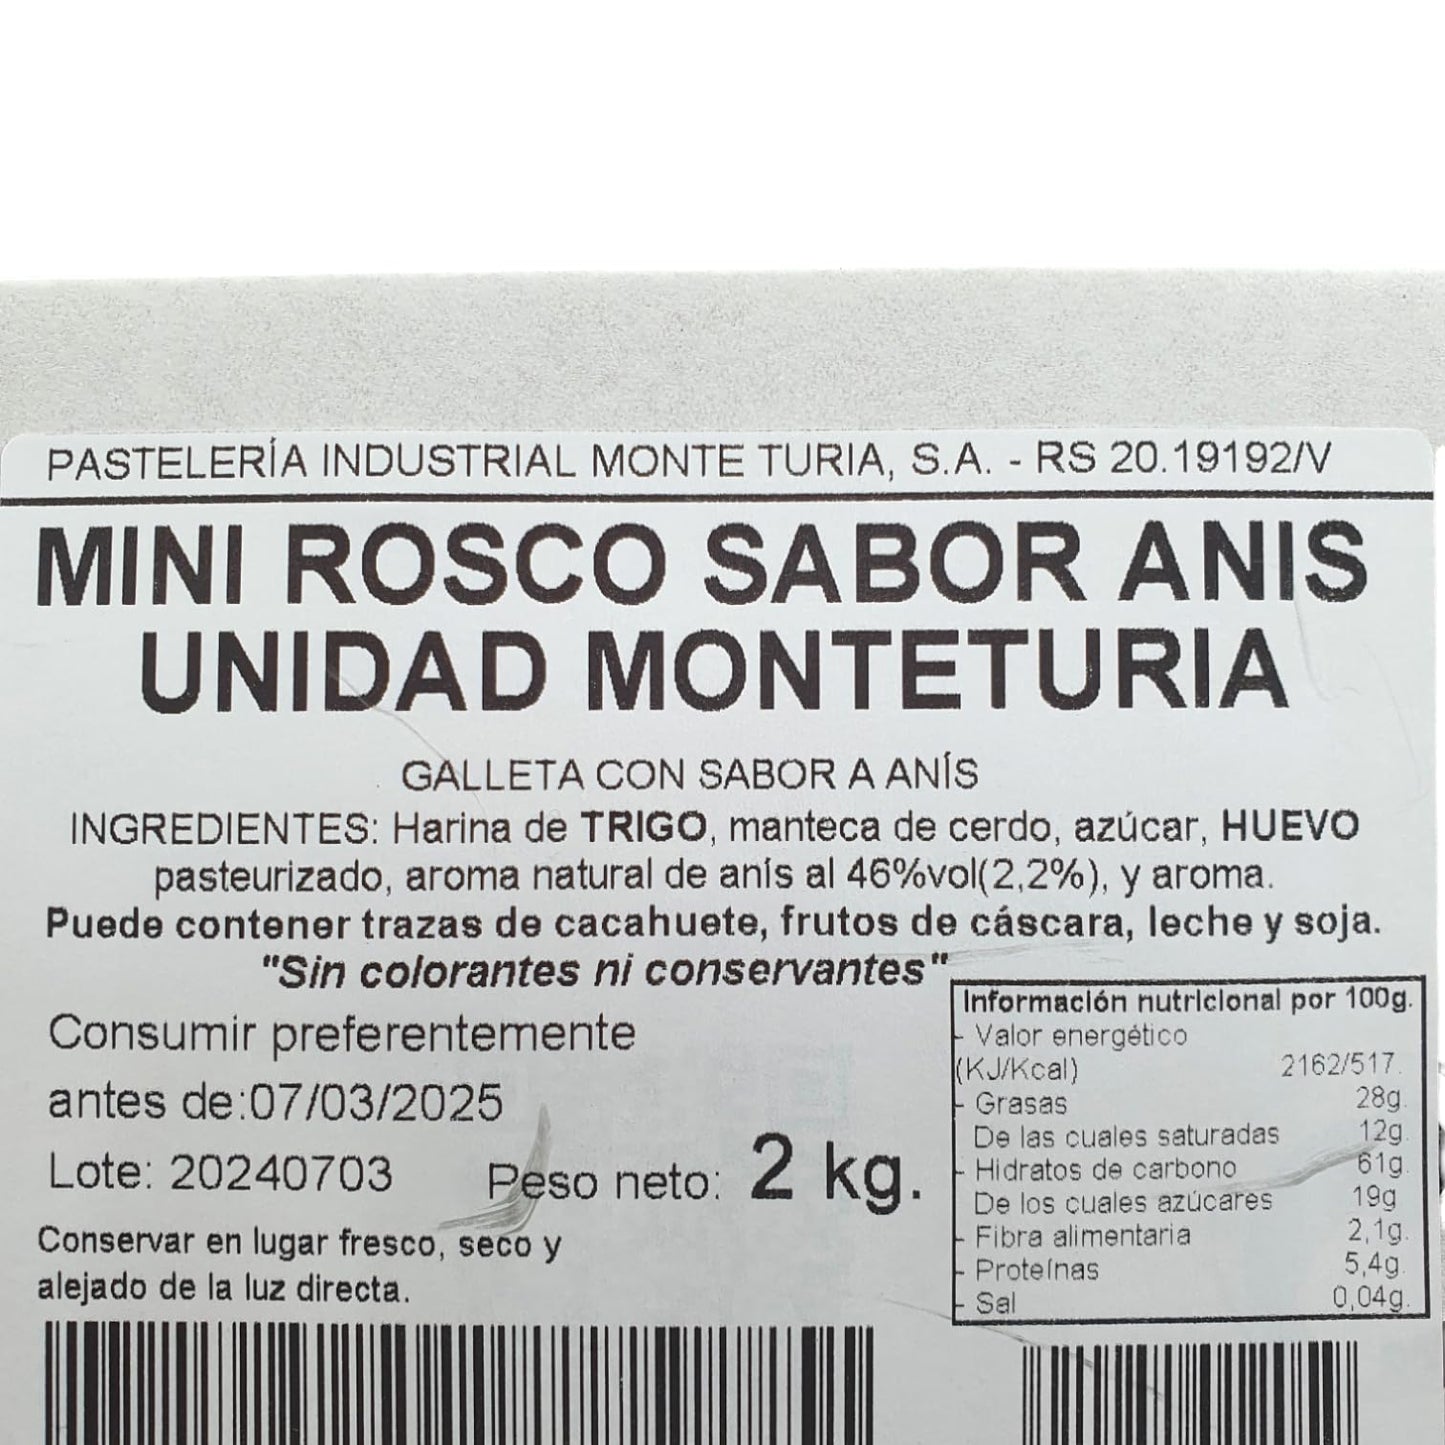 PASTELERÍA INDUSTRIAL MONTE TURIA, S.A. - RS 20.19192/V
MINI ROSCO SABOR ANIS
UNIDAD MONTETURIA
GALLETA CON SABOR A ANÍS
INGREDIENTES: Harina de TRIGO, manteca de cerdo, azúcar, HUEVO
pasteurizado, aroma natural de anís al 46%vol(2,2%), y aroma.
Puede contener trazas de cacahuete, frutos de cáscara, leche y soja.
"Sin colorantes ni conservantes"
Consumir preferentemente
antes de:07/03/2025
Lote: 20240703
Peso neto: 2 kg.
Conservar en lugar fresco, seco y
alejado de la luz directa.
Información nutricional por 100g.
- Valor energético
(KJ/Kcal) 2162/517.
- Grasas 28g.
De las cuales saturadas 12g.
- Hidratos de carbono 61g.
De los cuales azúcares 19g
- Fibra alimentaria 2,1g.
- Proteínas 5,4g.
- Sal 0,04g.